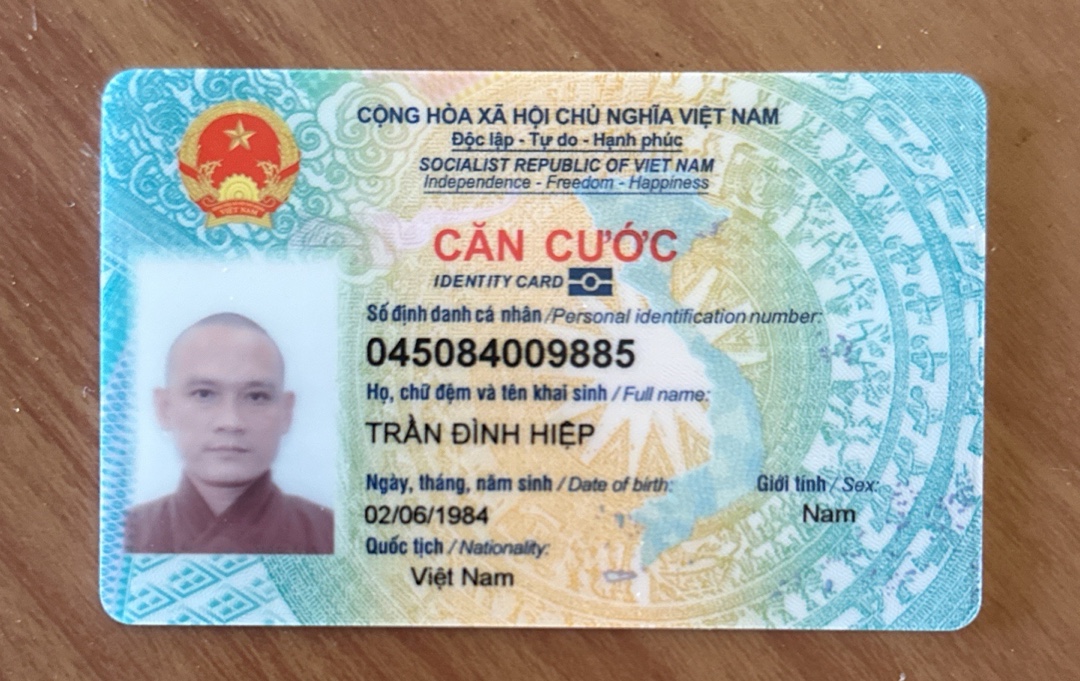 CỘNG HÒA XÃ HỘI CHỦ NGHĨA VIỆT NAM
Độc lập - Tự do - Hạnh phúc
SOCIALIST REPUBLIC OF VIET NAM
Independence - Freedom - Happiness
VIỆT NAM
CĂN CƯỚC
IDENTITY CARD
Số định danh cá nhân / Personal identification number:
045084009885
Họ, chữ đệm và tên khai sinh / Full name:
TRẦN ĐÌNH HIỆP
Ngày, tháng, năm sinh / Date of birth: Giới tính / Sex:
02/06/1984 Nam
Quốc tịch / Nationality:
Việt Nam